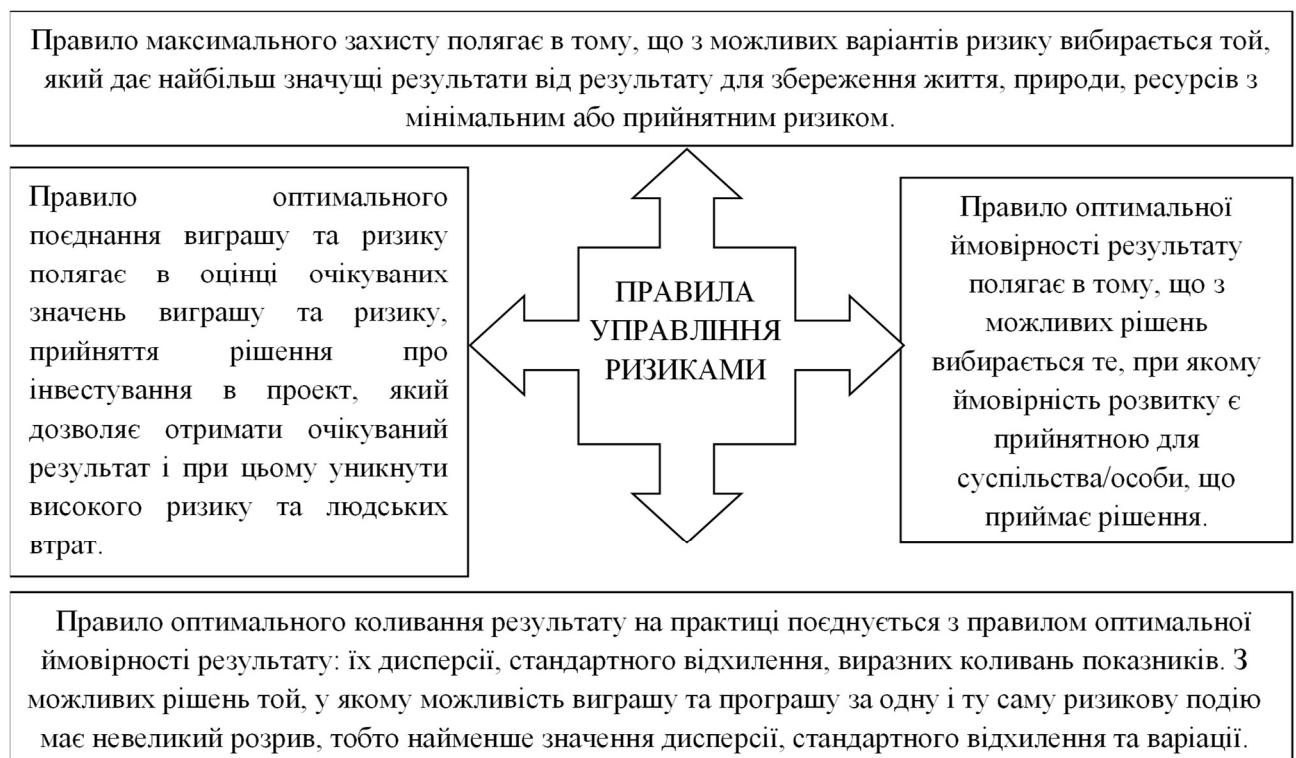 Правило максимального захисту полягає в тому, що з можливих варіантів ризику вибирається той,
який дає найбільш значущі результати від результату для збереження життя, природи, ресурсів з
мінімальним або прийнятним ризиком.
Правило оптимального
поєднання виграшу та ризику
полягає в оцінці очікуваних
значень виграшу та ризику,
прийняття рішення про
інвестування в проект, який
дозволяє отримати очікуваний
результат і при цьому уникнути
високого ризику та людських
втрат.
ПРАВИЛА
УПРАВЛІННЯ
РИЗИКАМИ
Правило оптимальної
ймовірності результату
полягає в тому, що з
можливих рішень
вибирається те, при якому
ймовірність розвитку є
прийнятною для
суспільства/особи, що
приймає рішення.
Правило оптимального коливання результату на практиці поєднується з правилом оптимальної
ймовірності результату: їх дисперсії, стандартного відхилення, виразних коливань показників. З
можливих рішень той, у якому можливість виграшу та програшу за одну і ту саму ризикову подію
має невеликий розрив, тобто найменше значення дисперсії, стандартного відхилення та варіації.